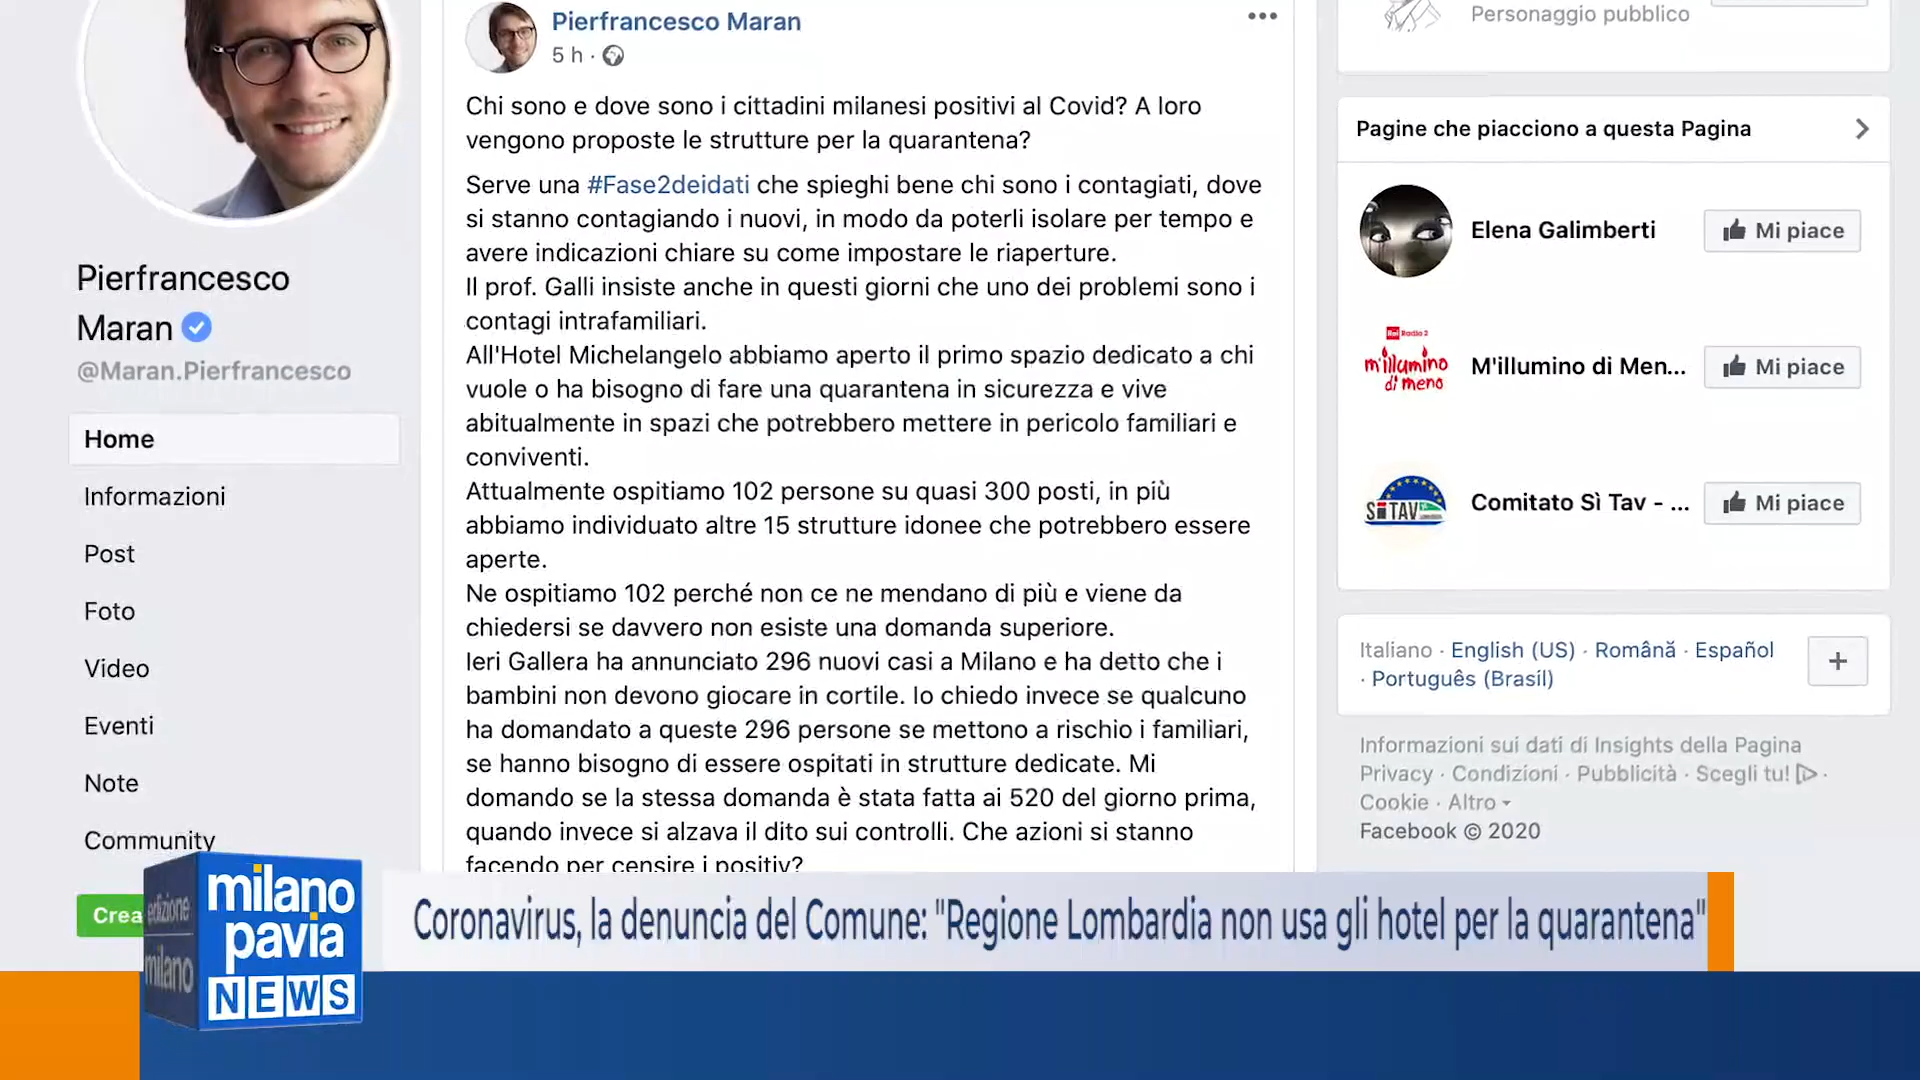 Pierfrancesco
Maran
@Maran.Pierfrancesco
Home
Informazioni
Post
Foto
Video
Eventi
Note
Community
Crea
Pierfrancesco Maran
5 h ·
Chi sono e dove sono i cittadini milanesi positivi al Covid? A loro
vengono proposte le strutture per la quarantena?
Serve una #Fase2deidati che spieghi bene chi sono i contagiati, dove
si stanno contagiando i nuovi, in modo da poterli isolare per tempo e
avere indicazioni chiare su come impostare le riaperture.
Il prof. Galli insiste anche in questi giorni che uno dei problemi sono i
contagi intrafamiliari.
All'Hotel Michelangelo abbiamo aperto il primo spazio dedicato a chi
vuole o ha bisogno di fare una quarantena in sicurezza e vive
abitualmente in spazi che potrebbero mettere in pericolo familiari e
conviventi.
Attualmente ospitiamo 102 persone su quasi 300 posti, in più
abbiamo individuato altre 15 strutture idonee che potrebbero essere
aperte.
Ne ospitiamo 102 perché non ce ne mendano di più e viene da
chiedersi se davvero non esiste una domanda superiore.
Ieri Gallera ha annunciato 296 nuovi casi a Milano e ha detto che i
bambini non devono giocare in cortile. Io chiedo invece se qualcuno
ha domandato a queste 296 persone se mettono a rischio i familiari,
se hanno bisogno di essere ospitati in strutture dedicate. Mi
domando se la stessa domanda è stata fatta ai 520 del giorno prima,
quando invece si alzava il dito sui controlli. Che azioni si stanno
facendo per censire i positiv?
Personaggio pubblico
Pagine che piacciono a questa Pagina
Elena Galimberti
Mi piace
Rai Radio 2
m'illumino
di meno
M'illumino di Men...
Mi piace
SÌ TAV
Comitato Sì Tav - ...
Mi piace
Italiano · English (US) · Română · Español
· Português (Brasil)
+
Informazioni sui dati di Insights della Pagina
Privacy · Condizioni · Pubblicità · Scegli tu! ·
Cookie · Altro
Facebook © 2020
edizione
milano
milano
pavia
NEWS
Coronavirus, la denuncia del Comune: "Regione Lombardia non usa gli hotel per la quarantena"